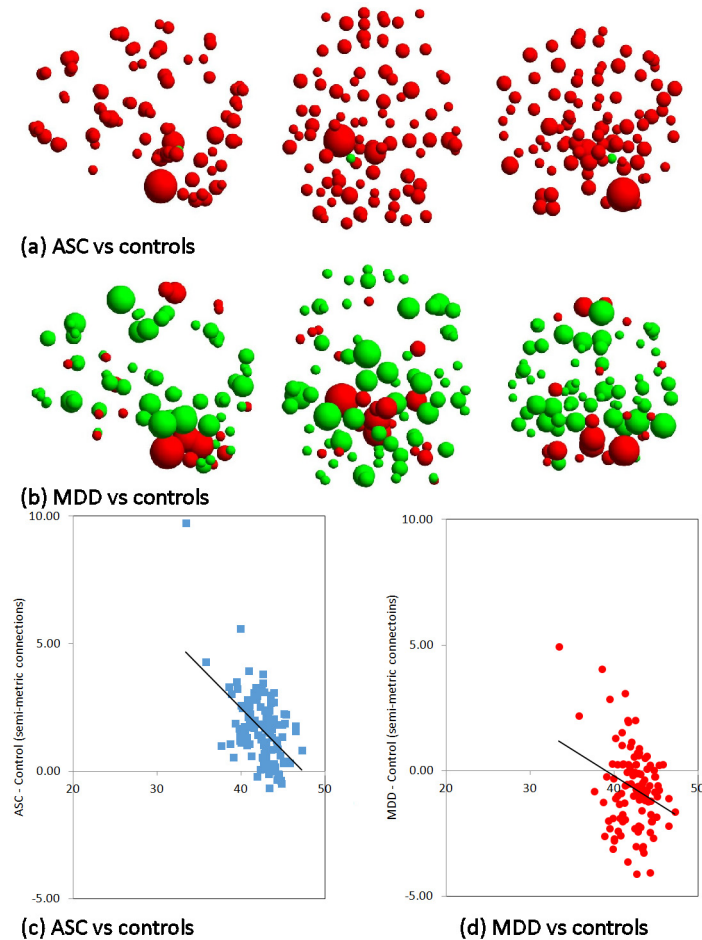 (a) ASC vs controls
(b) MDD vs controls
10.00
5.00
0.00
-5.00
20
30
40
50
ASC - Control (semi-metric connections)
(c) ASC vs controls
10.00
5.00
0.00
-5.00
20
30
40
50
MDD - Control (semi-metric connectoins)
(d) MDD vs controls